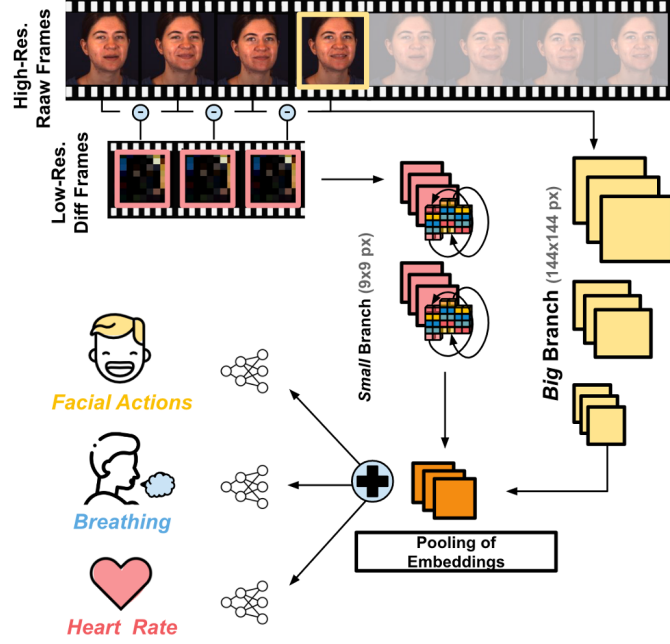 High-Res.
Raaw Frames
-
-
-
Low-Res.
Diff Frames
Small Branch (9x9 px)
Big Branch (144x144 px)
Facial Actions
Breathing
Heart Rate
Pooling of
Embeddings